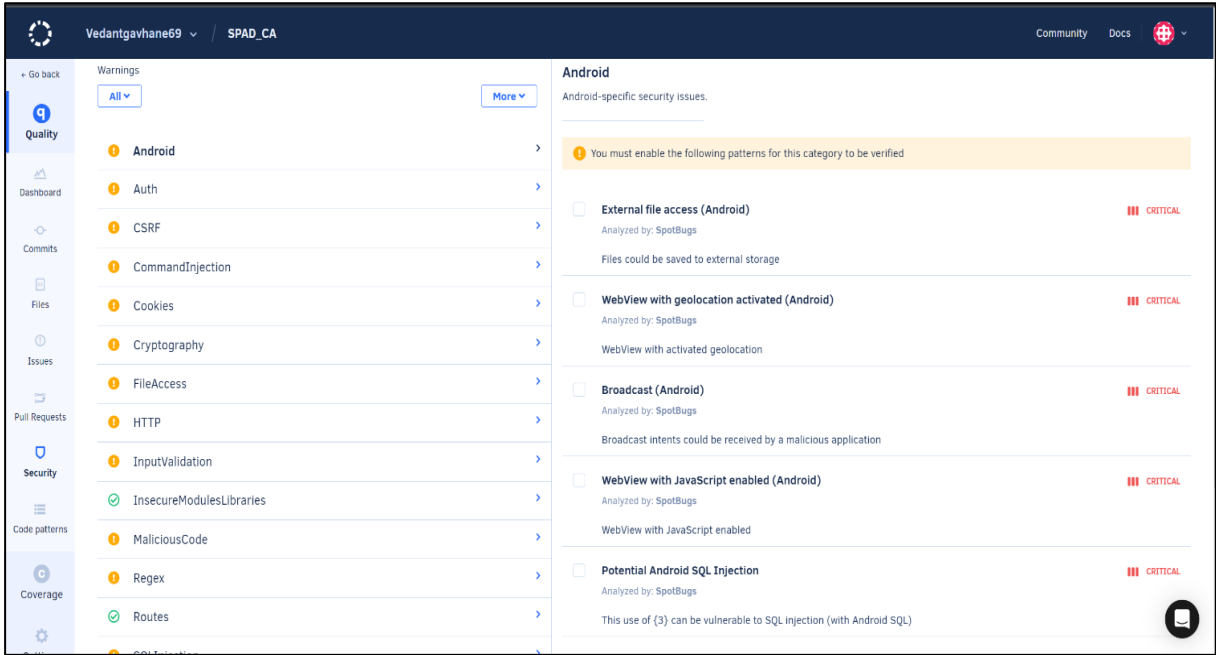 Vedantgavhane69 / SPAD_CA
Community Docs
← Go back
q
Quality
Dashboard
Commits
Files
Issues
Pull Requests
Security
Code patterns
C
Coverage
Warnings
All
More
Android
Auth
CSRF
CommandInjection
Cookies
Cryptography
FileAccess
HTTP
InputValidation
InsecureModulesLibraries
MaliciousCode
Regex
Routes
Android
Android-specific security issues.
You must enable the following patterns for this category to be verified
External file access (Android) CRITICAL
Analyzed by: SpotBugs
Files could be saved to external storage
WebView with geolocation activated (Android) CRITICAL
Analyzed by: SpotBugs
WebView with activated geolocation
Broadcast (Android) CRITICAL
Analyzed by: SpotBugs
Broadcast intents could be received by a malicious application
WebView with JavaScript enabled (Android) CRITICAL
Analyzed by: SpotBugs
WebView with JavaScript enabled
Potential Android SQL Injection CRITICAL
Analyzed by: SpotBugs
This use of {3} can be vulnerable to SQL injection (with Android SQL)